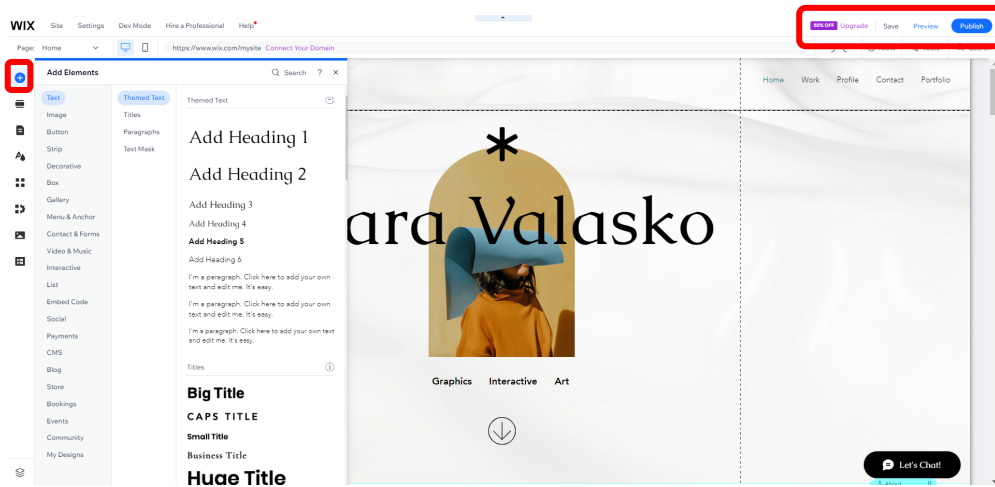 WIX Site Settings Dev Mode Hire a Professional Help
50% OFF Upgrade Save Preview Publish
Page: Home https://www.wix.com/mysite Connect Your Domain
Add Elements Search ? ×
Home Work Profile Contact Portfolio
Text
Image
Button
Strip
Decorative
Box
Gallery
Menu & Anchor
Contact & Forms
Video & Music
Interactive
List
Embed Code
Social
Payments
CMS
Blog
Store
Bookings
Events
Community
My Designs
Themed Text
Titles
Paragraphs
Text Mask
Themed Text
Add Heading 1
Add Heading 2
Add Heading 3
Add Heading 4
Add Heading 5
Add Heading 6
I'm a paragraph. Click here to add your own
text and edit me. It's easy.
I'm a paragraph. Click here to add your own
text and edit me. It's easy.
I'm a paragraph. Click here to add your own text
and edit me. It's easy.
Titles
Big Title
CAPS TITLE
Small Title
Business Title
Huge Title
ara Valasko
Graphics Interactive Art
Let's Chat!
About